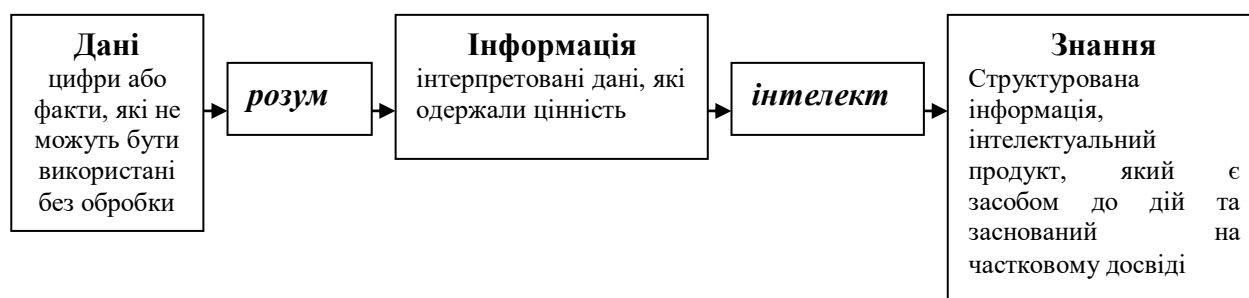 Дані
цифри або
факти, які не
можуть бути
використані
без обробки
розум
Інформація
інтерпретовані дані, які
одержали цінність
інтелект
Знання
Структурована
інформація,
інтелектуальний
продукт, який є
засобом до дій та
заснований на
частковому досвіді